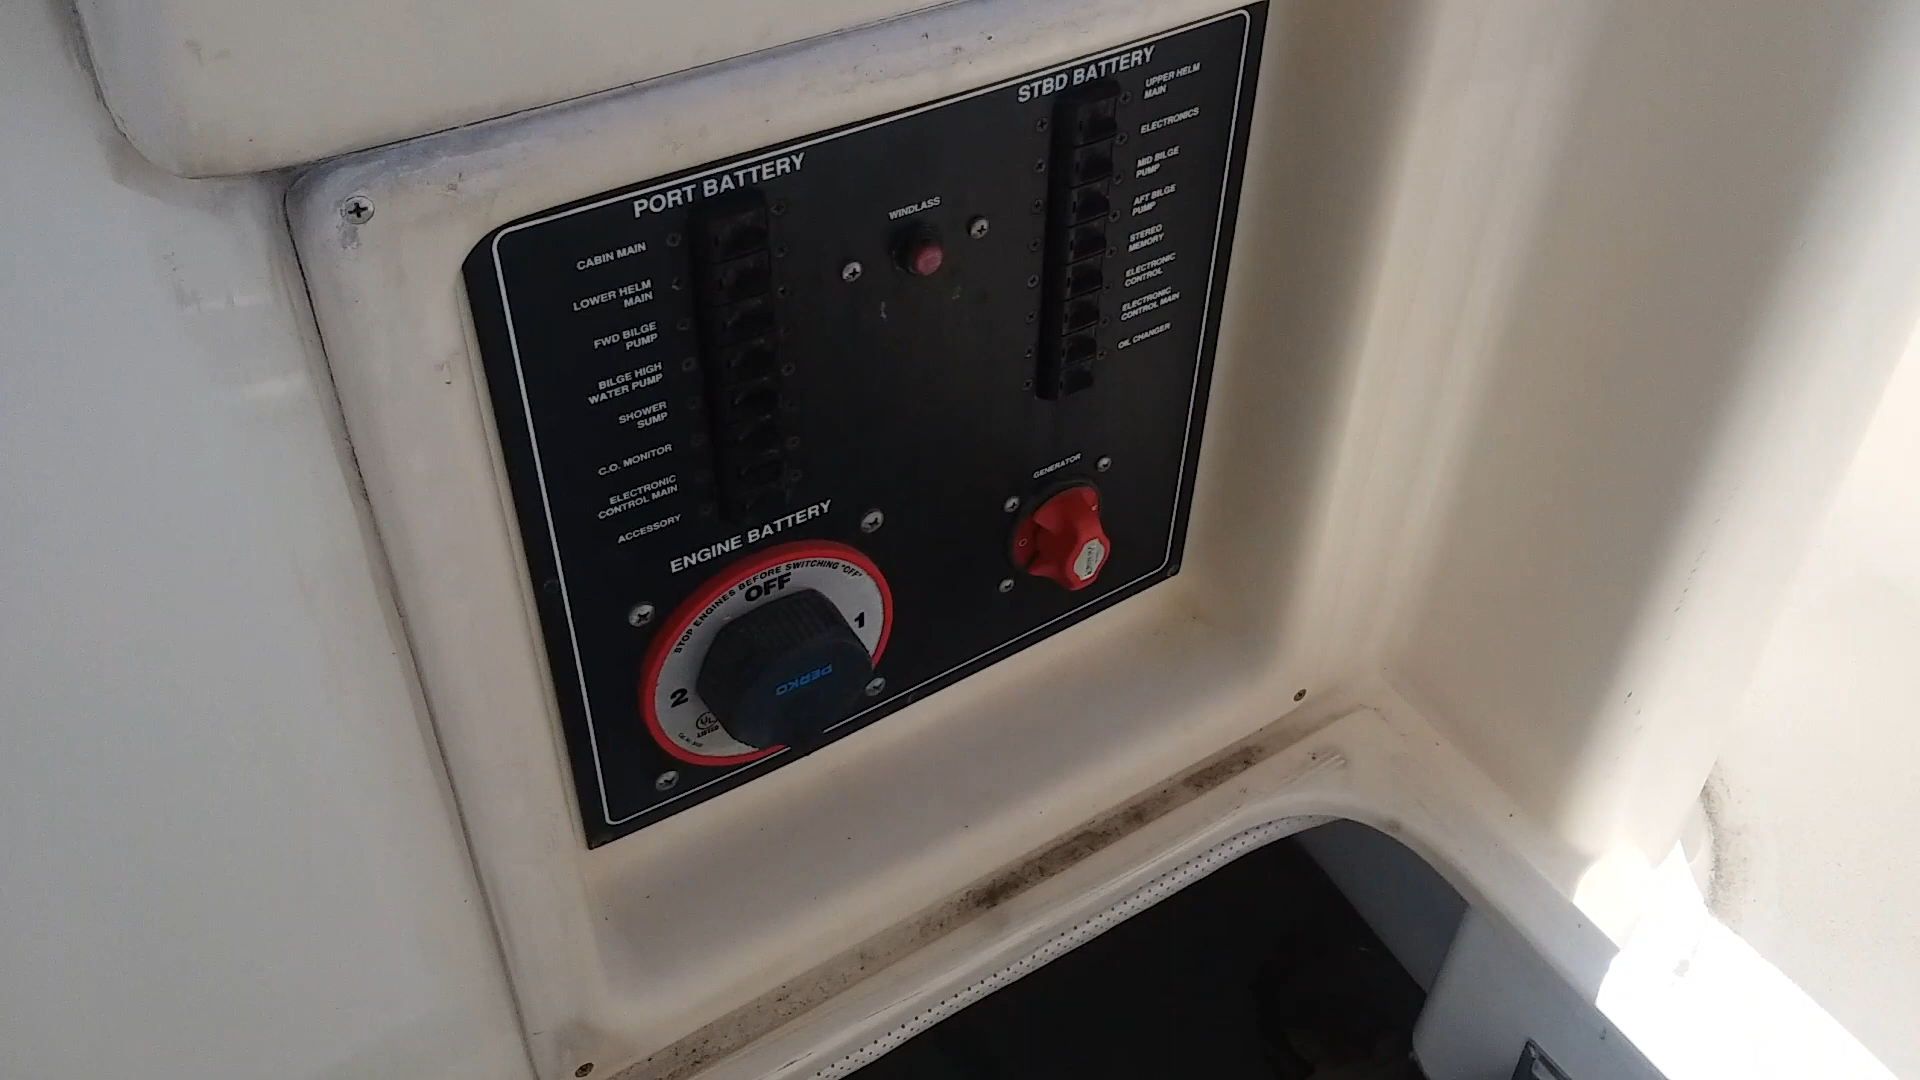 PORT BATTERY
CABIN MAIN
LOWER HELM
MAIN
FWD BILGE
PUMP
BILGE HIGH
WATER PUMP
SHOWER
SUMP
C.O. MONITOR
ELECTRONIC
CONTROL MAIN
ACCESSORY
WINDLASS
STBD BATTERY
UPPER HELM
MAIN
ELECTRONICS
MID BILGE
PUMP
AFT BILGE
PUMP
STEREO
MEMORY
ELECTRONIC
CONTROL
ELECTRONIC
CONTROL MAIN
OIL CHANGER
GENERATOR
ENGINE BATTERY
STOP ENGINES BEFORE SWITCHING "OFF"
OFF
1
2
PERKO
UL
LISTED